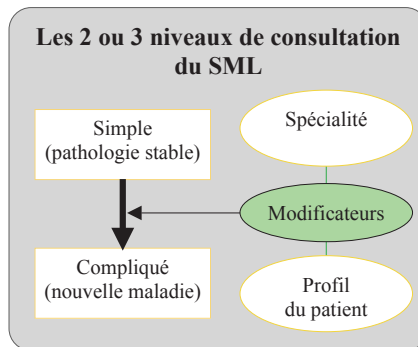 Les 2 ou 3 niveaux de consultation
du SML
Simple
(pathologie stable)
Spécialité
Modificateurs
Compliqué
(nouvelle maladie)
Profil
du patient